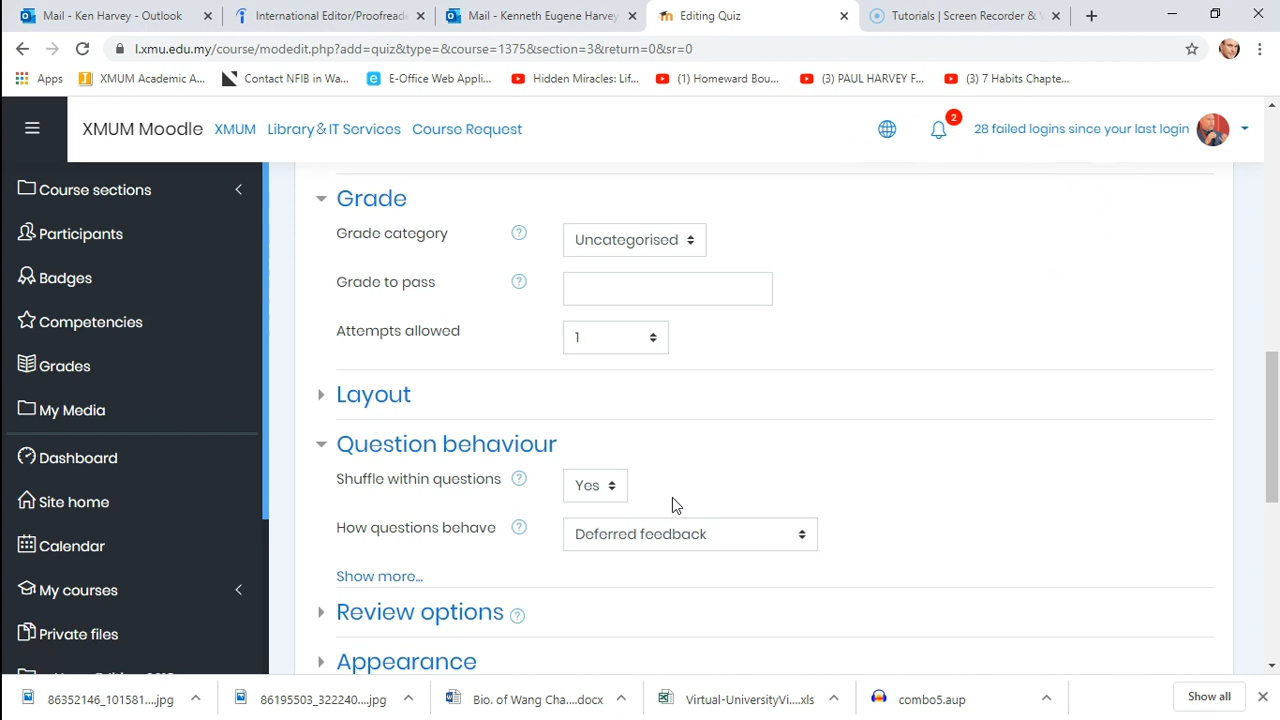 Mail - Ken Harvey - Outlook
International Editor/Proofreade
Mail - Kenneth Eugene Harvey
Editing Quiz
Tutorials | Screen Recorder &
l.xmu.edu.my/course/modedit.php?add=quiz&type=&course=1375&section=3&return=0&sr=0
Apps
XMUM Academic A...
Contact NFIB in Wa...
E-Office Web Appli...
Hidden Miracles: Lif...
(1) Homeward Bou...
(3) PAUL HARVEY F...
(3) 7 Habits Chapte...
XMUM Moodle
XMUM
Library&IT Services
Course Request
2
28 failed logins since your last login
Course sections
Participants
Badges
Competencies
Grades
My Media
Dashboard
Site home
Calendar
My courses
Private files
Grade
Grade category
Uncategorised
Grade to pass
Attempts allowed
1
Layout
Question behaviour
Shuffle within questions
Yes
How questions behave
Deferred feedback
Show more...
Review options
Appearance
86352146_101581....jpg
86195503_322240....jpg
Bio. of Wang Cha....docx
Virtual-UniversityVi....xls
combo5.aup
Show all